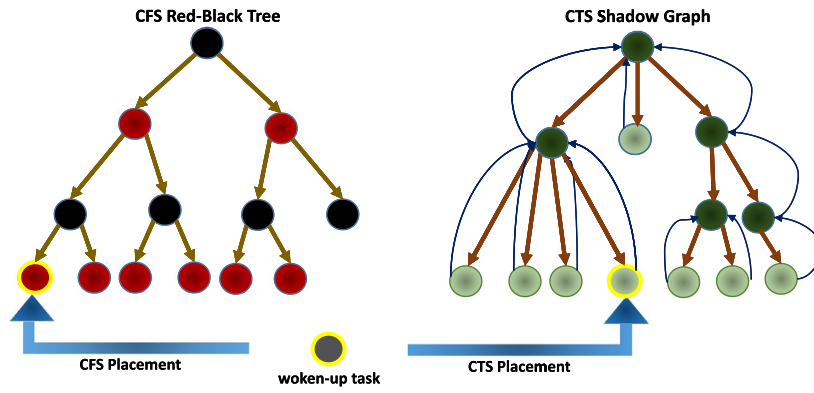 CFS Red-Black Tree
CTS Shadow Graph
CFS Placement
CTS Placement
woken-up task